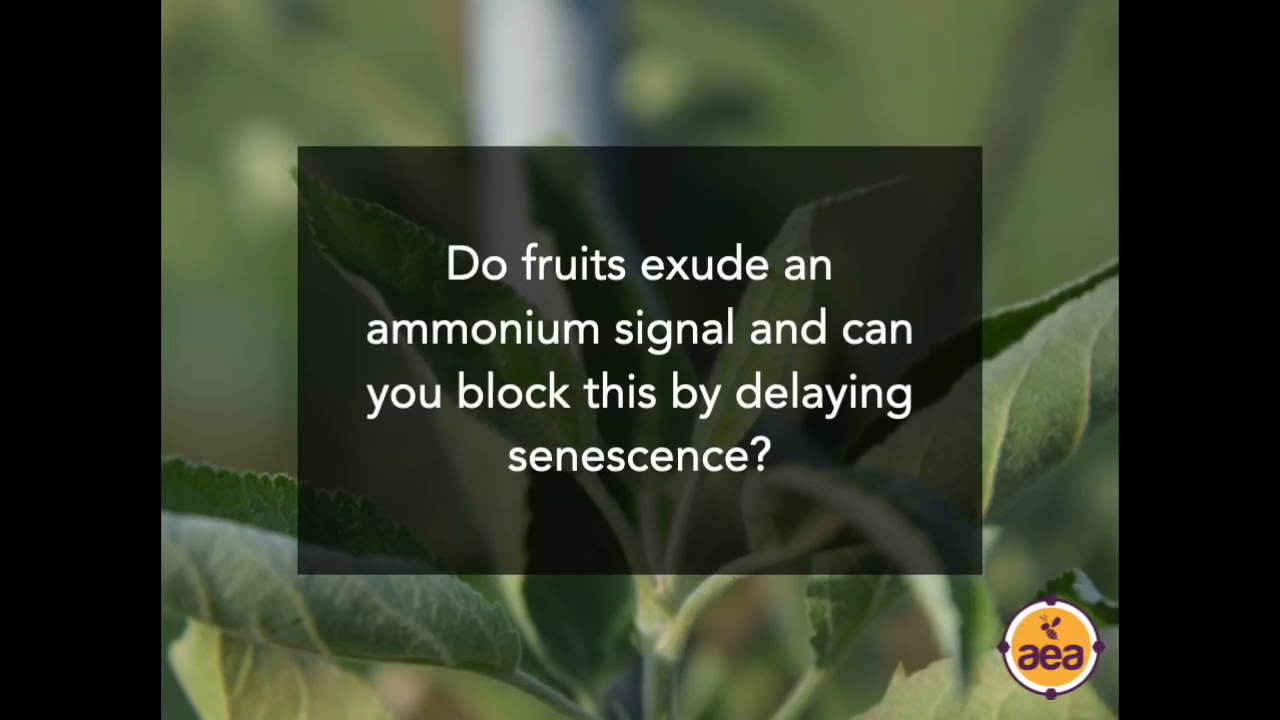 Do fruits exude an
ammonium signal and can
you block this by delaying
senescence?
aea